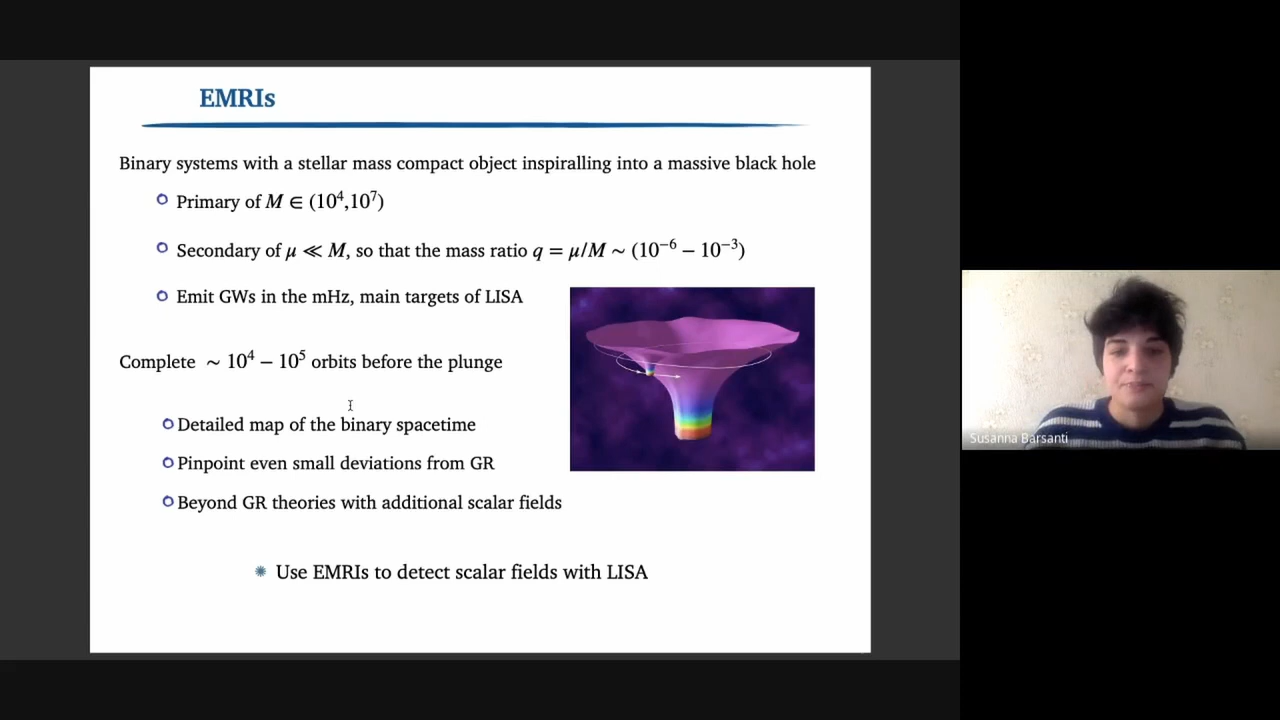 EMRIs
Binary systems with a stellar mass compact object inspiralling into a massive black hole
Primary of M ∈ (10⁴,10⁷)
Secondary of μ ≪ M, so that the mass ratio q = μ/M ~ (10⁻⁶ − 10⁻³)
Emit GWs in the mHz, main targets of LISA
Complete ~ 10⁴ − 10⁵ orbits before the plunge
Detailed map of the binary spacetime
Pinpoint even small deviations from GR
Beyond GR theories with additional scalar fields
Use EMRIs to detect scalar fields with LISA
Susanna Barsanti